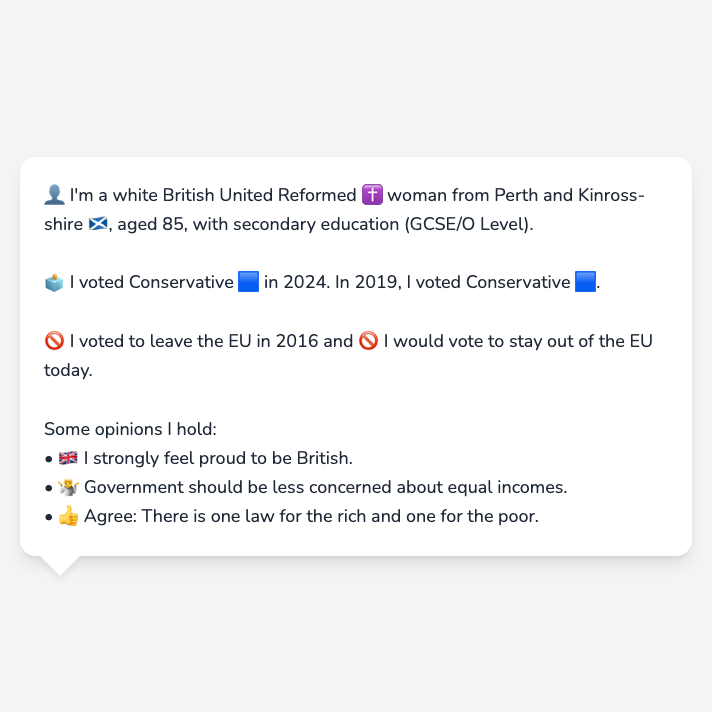 👤 I'm a white British United Reformed ✝️ woman from Perth and Kinross-
shire 🏴󠁧󠁢󠁳󠁣󠁴󠁿, aged 85, with secondary education (GCSE/O Level).
🗳️ I voted Conservative 🟦 in 2024. In 2019, I voted Conservative 🟦.
🚫 I voted to leave the EU in 2016 and 🚫 I would vote to stay out of the EU
today.
Some opinions I hold:
• 🇬🇧 I strongly feel proud to be British.
• 🤷 Government should be less concerned about equal incomes.
• 👍 Agree: There is one law for the rich and one for the poor.